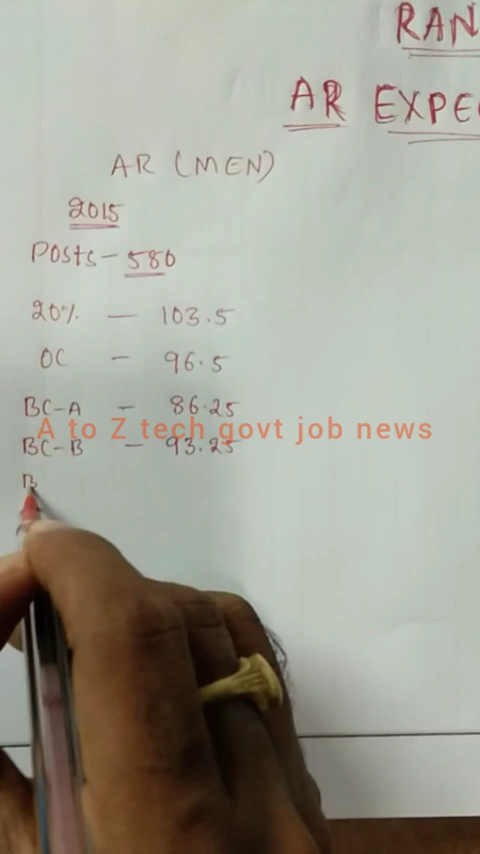 RAN
AR EXPE
AR (MEN)
2015
Posts - 580
20% - 103.5
OC - 96.5
BC-A - 86.25
A to Z tech govt job news
BC-B - 93.25
B